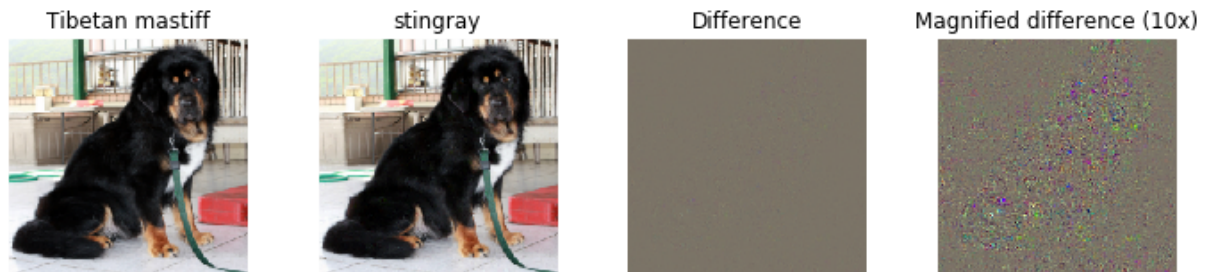 Tibetan mastiff
stingray
Difference
Magnified difference (10x)